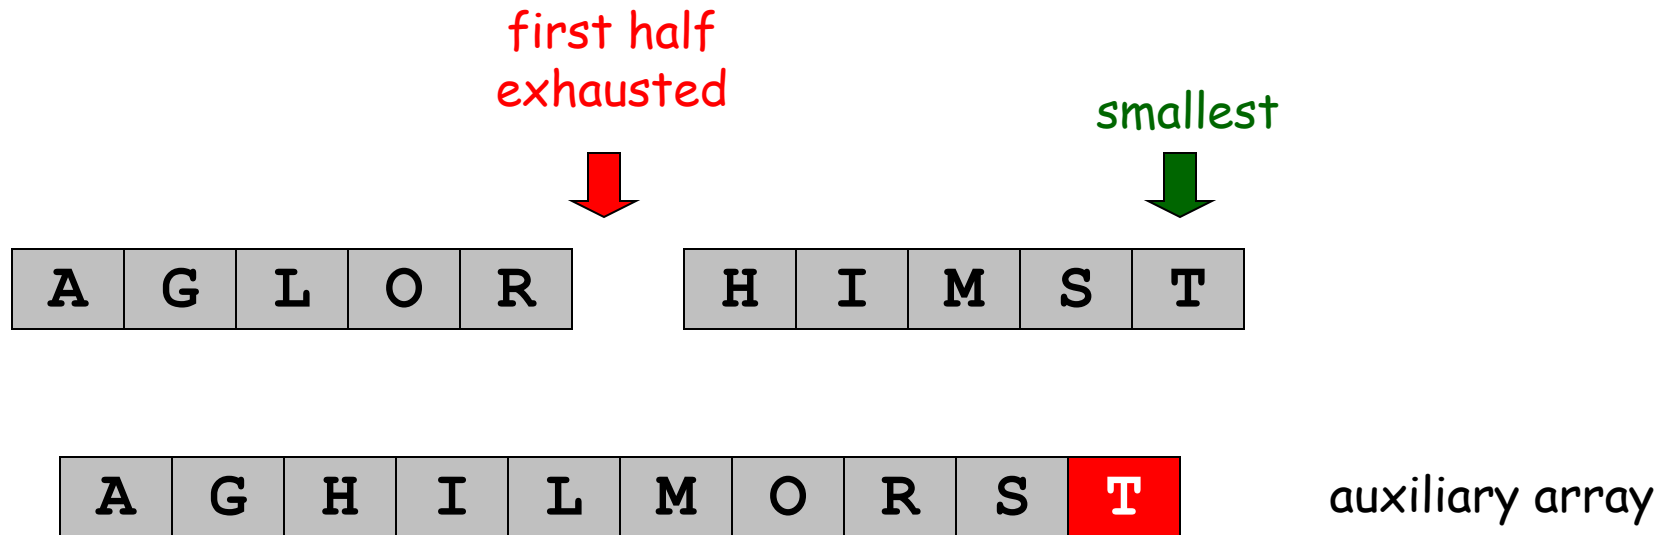 first half
exhausted
smallest
A G L O R H I M S T
A G H I L M O R S T
auxiliary array